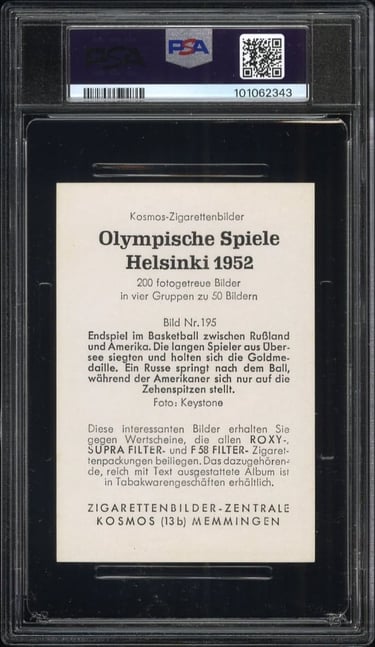 PSA
101062343
Kosmos-Zigarettenbilder
Olympische Spiele
Helsinki 1952
200 fotogetreue Bilder
in vier Gruppen zu 50 Bildern
Bild Nr. 195
Endspiel im Basketball zwischen Rußland
und Amerika. Die langen Spieler aus Über-
see siegten und holten sich die Goldme-
daille. Ein Russe springt nach dem Ball,
während der Amerikaner sich nur auf die
Zehenspitzen stellt.
Foto: Keystone
Diese interessanten Bilder erhalten Sie
gegen Wertscheine, die allen ROXY-,
SUPRA FILTER- und F 58 FILTER- Zigaret-
tenpackungen beiliegen. Das dazugehören-
de, reich mit Text ausgestattete Album ist
in Tabakwarengeschäften erhältlich.
ZIGARETTENBILDER-ZENTRALE
KOSMOS (13b) MEMMINGEN